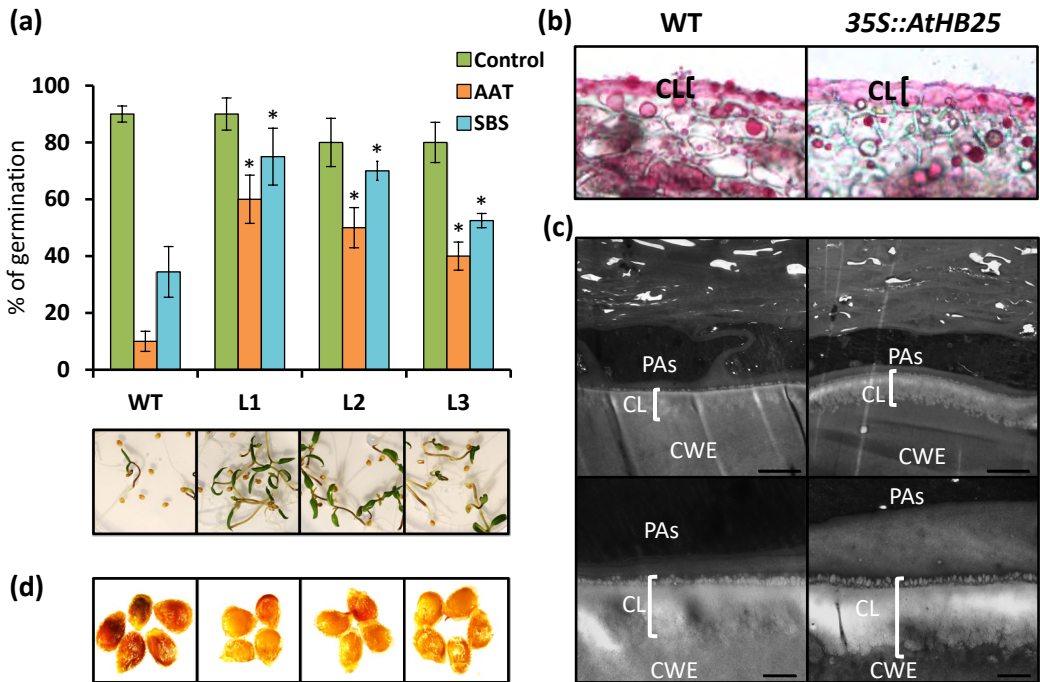 (a)
Control
AAT
SBS
% of germination
100
80
60
40
20
0
*
*
*
*
*
*
WT
L1
L2
L3
(b)
WT
35S::AtHB25
CL
CL
(c)
PAs
CL
CWE
PAs
CL
CWE
PAs
CL
CWE
PAs
CL
CWE
(d)